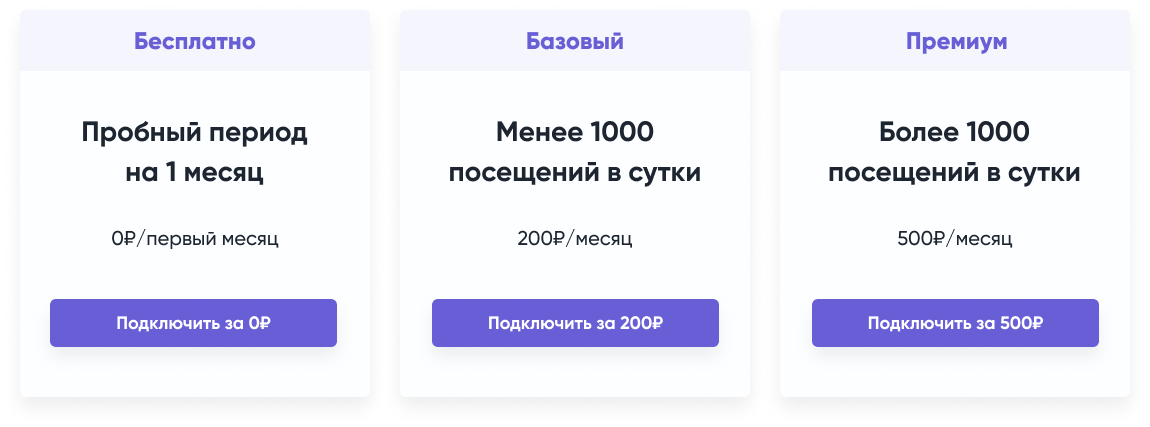 Бесплатно
Пробный период
на 1 месяц
0₽/первый месяц
Подключить за 0₽
Базовый
Менее 1000
посещений в сутки
200₽/месяц
Подключить за 200₽
Премиум
Более 1000
посещений в сутки
500₽/месяц
Подключить за 500₽